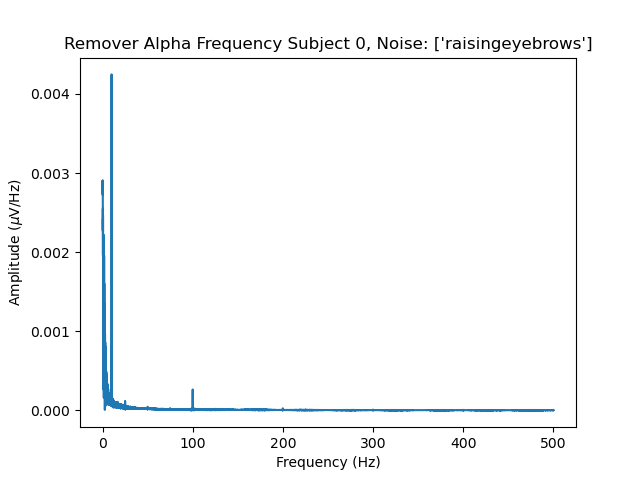 Remover Alpha Frequency Subject 0, Noise: ['raisingeyebrows']
Amplitude (μV/Hz)
0.004
0.003
0.002
0.001
0.000
0 100 200 300 400 500
Frequency (Hz)